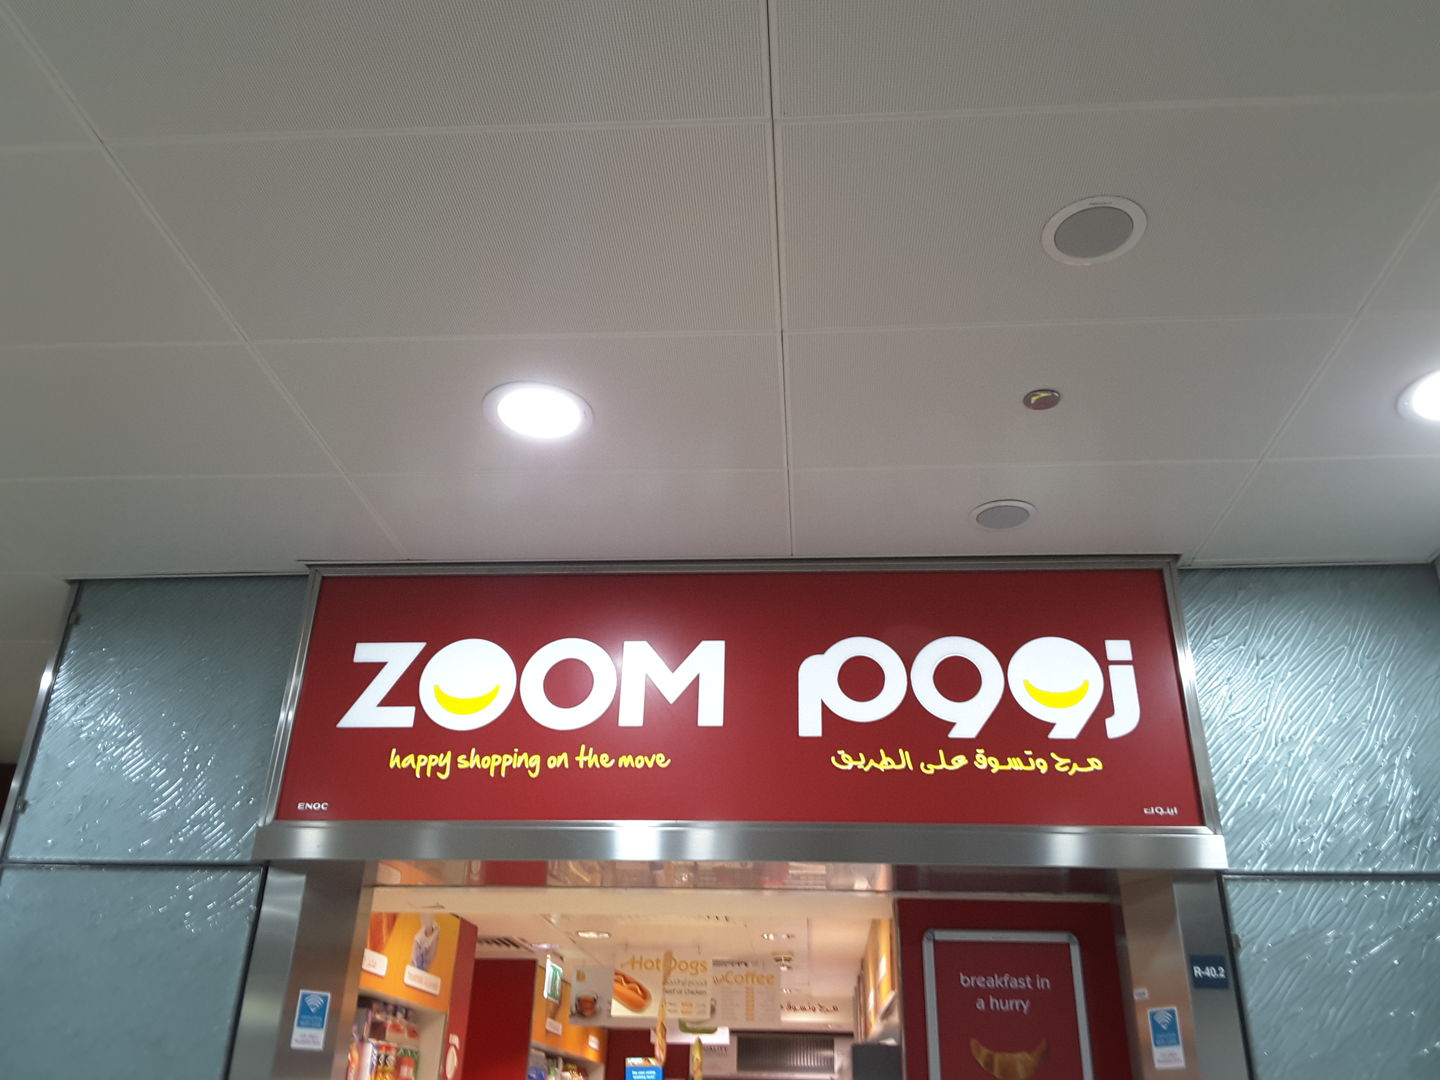 ZOOM
happy shopping on the move
ENOC
زووم
مرح وتسوق على الطريق
اينوك
Hot Dogs
Coffee
breakfast in
a hurry
R-40.2